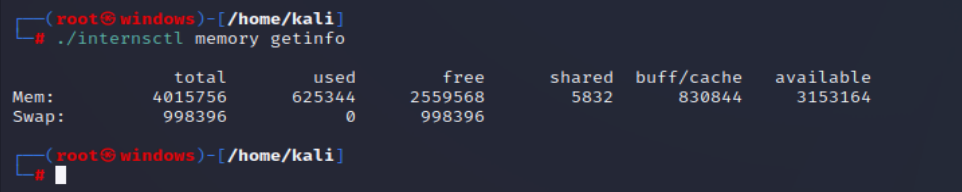 ┌──(root㉿windows)-[/home/kali]
└─# ./internsctl memory getinfo
total used free shared buff/cache available
Mem: 4015756 625344 2559568 5832 830844 3153164
Swap: 998396 0 998396
┌──(root㉿windows)-[/home/kali]
└─#